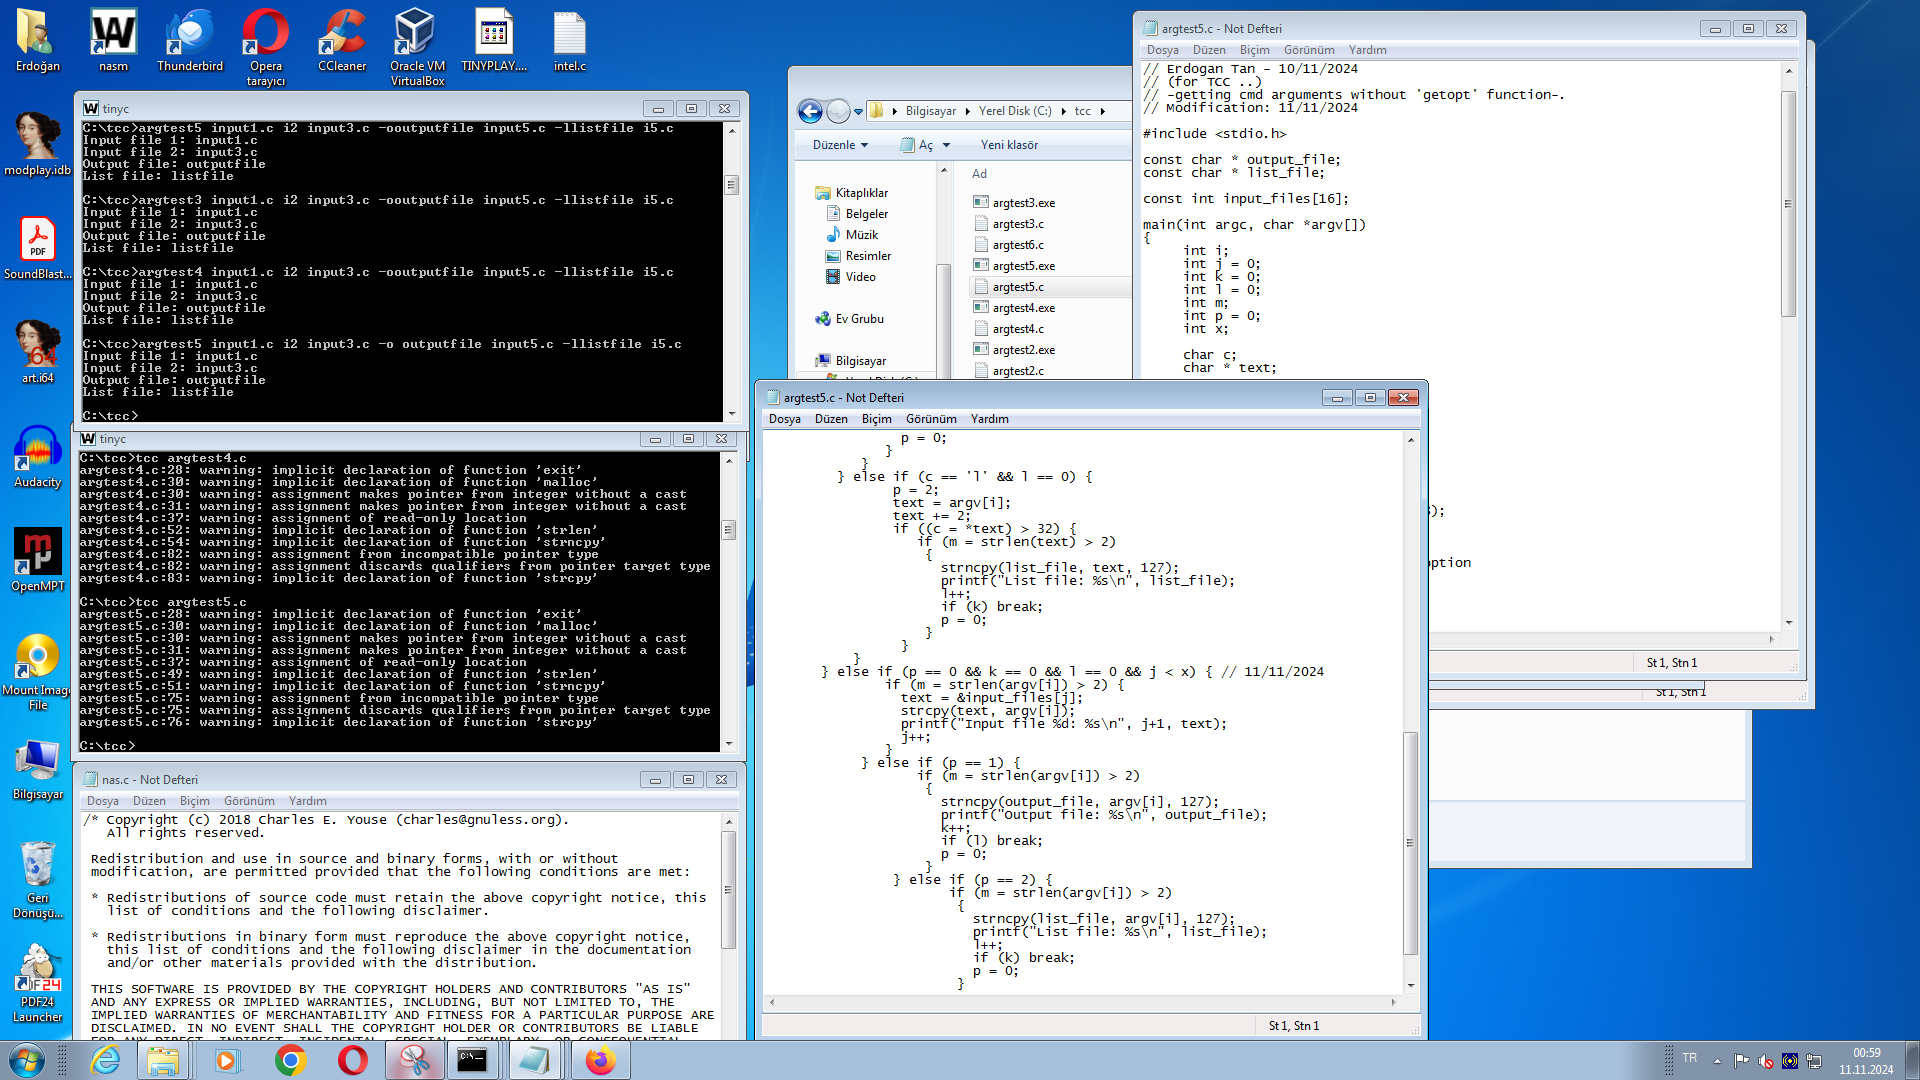 Erdoğan
nasm
Thunderbird
Opera tarayıcı
CCleaner
Oracle VM VirtualBox
TINYPLAY....
intel.c
modplay.idb
PDF
SoundBlast...
64
art.i64
Audacity
OpenMPT
Mount Imag File
Bilgisayar
Geri Dönüşü...
PDF24 Launcher
tinyc
C:\tcc>argtest5 input1.c i2 input3.c -ooutputfile input5.c -llistfile i5.c
Input file 1: input1.c
Input file 2: input3.c
Output file: outputfile
List file: listfile
C:\tcc>argtest3 input1.c i2 input3.c -ooutputfile input5.c -llistfile i5.c
Input file 1: input1.c
Input file 2: input3.c
Output file: outputfile
List file: listfile
C:\tcc>argtest4 input1.c i2 input3.c -ooutputfile input5.c -llistfile i5.c
Input file 1: input1.c
Input file 2: input3.c
Output file: outputfile
List file: listfile
C:\tcc>argtest5 input1.c i2 input3.c -o outputfile input5.c -llistfile i5.c
Input file 1: input1.c
Input file 2: input3.c
Output file: outputfile
List file: listfile
C:\tcc>
tinyc
C:\tcc>tcc argtest4.c
argtest4.c:28: warning: implicit declaration of function 'exit'
argtest4.c:30: warning: implicit declaration of function 'malloc'
argtest4.c:30: warning: assignment makes pointer from integer without a cast
argtest4.c:31: warning: assignment makes pointer from integer without a cast
argtest4.c:37: warning: assignment of read-only location
argtest4.c:52: warning: implicit declaration of function 'strlen'
argtest4.c:54: warning: implicit declaration of function 'strncpy'
argtest4.c:82: warning: assignment from incompatible pointer type
argtest4.c:82: warning: assignment discards qualifiers from pointer target type
argtest4.c:83: warning: implicit declaration of function 'strcpy'
C:\tcc>tcc argtest5.c
argtest5.c:28: warning: implicit declaration of function 'exit'
argtest5.c:30: warning: implicit declaration of function 'malloc'
argtest5.c:30: warning: assignment makes pointer from integer without a cast
argtest5.c:31: warning: assignment makes pointer from integer without a cast
argtest5.c:37: warning: assignment of read-only location
argtest5.c:49: warning: implicit declaration of function 'strlen'
argtest5.c:51: warning: implicit declaration of function 'strncpy'
argtest5.c:75: warning: assignment from incompatible pointer type
argtest5.c:75: warning: assignment discards qualifiers from pointer target type
argtest5.c:76: warning: implicit declaration of function 'strcpy'
C:\tcc>
nas.c - Not Defteri
Dosya Düzen Biçim Görünüm Yardım
/* Copyright (c) 2018 Charles E. Youse (charles@gnuless.org).
All rights reserved.
Redistribution and use in source and binary forms, with or without
modification, are permitted provided that the following conditions are met:
* Redistributions of source code must retain the above copyright notice, this
list of conditions and the following disclaimer.
* Redistributions in binary form must reproduce the above copyright notice,
this list of conditions and the following disclaimer in the documentation
and/or other materials provided with the distribution.
THIS SOFTWARE IS PROVIDED BY THE COPYRIGHT HOLDERS AND CONTRIBUTORS "AS IS"
AND ANY EXPRESS OR IMPLIED WARRANTIES, INCLUDING, BUT NOT LIMITED TO, THE
IMPLIED WARRANTIES OF MERCHANTABILITY AND FITNESS FOR A PARTICULAR PURPOSE ARE
DISCLAIMED. IN NO EVENT SHALL THE COPYRIGHT HOLDER OR CONTRIBUTORS BE LIABLE
Bilgisayar Yerel Disk (C:) tcc
Düzenle Aç Yeni klasör
Kitaplıklar
Belgeler
Müzik
Resimler
Video
Ev Grubu
Bilgisayar
Ad
argtest3.exe
argtest3.c
argtest6.c
argtest5.exe
argtest5.c
argtest4.exe
argtest4.c
argtest2.exe
argtest2.c
argtest5.c - Not Defteri
Dosya Düzen Biçim Görünüm Yardım
// Erdogan Tan - 10/11/2024
// (for TCC ..)
// -getting cmd arguments without 'getopt' function-.
// Modification: 11/11/2024
#include <stdio.h>
const char * output_file;
const char * list_file;
const int input_files[16];
main(int argc, char *argv[])
{
int i;
int j = 0;
int k = 0;
int l = 0;
int m;
int p = 0;
int x;
char c;
char * text;
);
option
St 1, Stn 1
St 1, Stn 1
argtest5.c - Not Defteri
Dosya Düzen Biçim Görünüm Yardım
p = 0;
}
}
} else if (c == 'l' && l == 0) {
p = 2;
text = argv[i];
text += 2;
if ((c = *text) > 32) {
if (m = strlen(text) > 2)
{
strncpy(list_file, text, 127);
printf("List file: %s\n", list_file);
l++;
if (k) break;
p = 0;
}
}
}
} else if (p == 0 && k == 0 && l == 0 && j < x) { // 11/11/2024
if (m = strlen(argv[i]) > 2) {
text = &input_files[j];
strcpy(text, argv[i]);
printf("Input file %d: %s\n", j+1, text);
j++;
}
} else if (p == 1) {
if (m = strlen(argv[i]) > 2)
{
strncpy(output_file, argv[i], 127);
printf("Output file: %s\n", output_file);
k++;
if (l) break;
p = 0;
}
} else if (p == 2) {
if (m = strlen(argv[i]) > 2)
{
strncpy(list_file, argv[i], 127);
printf("List file: %s\n", list_file);
l++;
if (k) break;
p = 0;
}
St 1, Stn 1
TR
00:59
11.11.2024